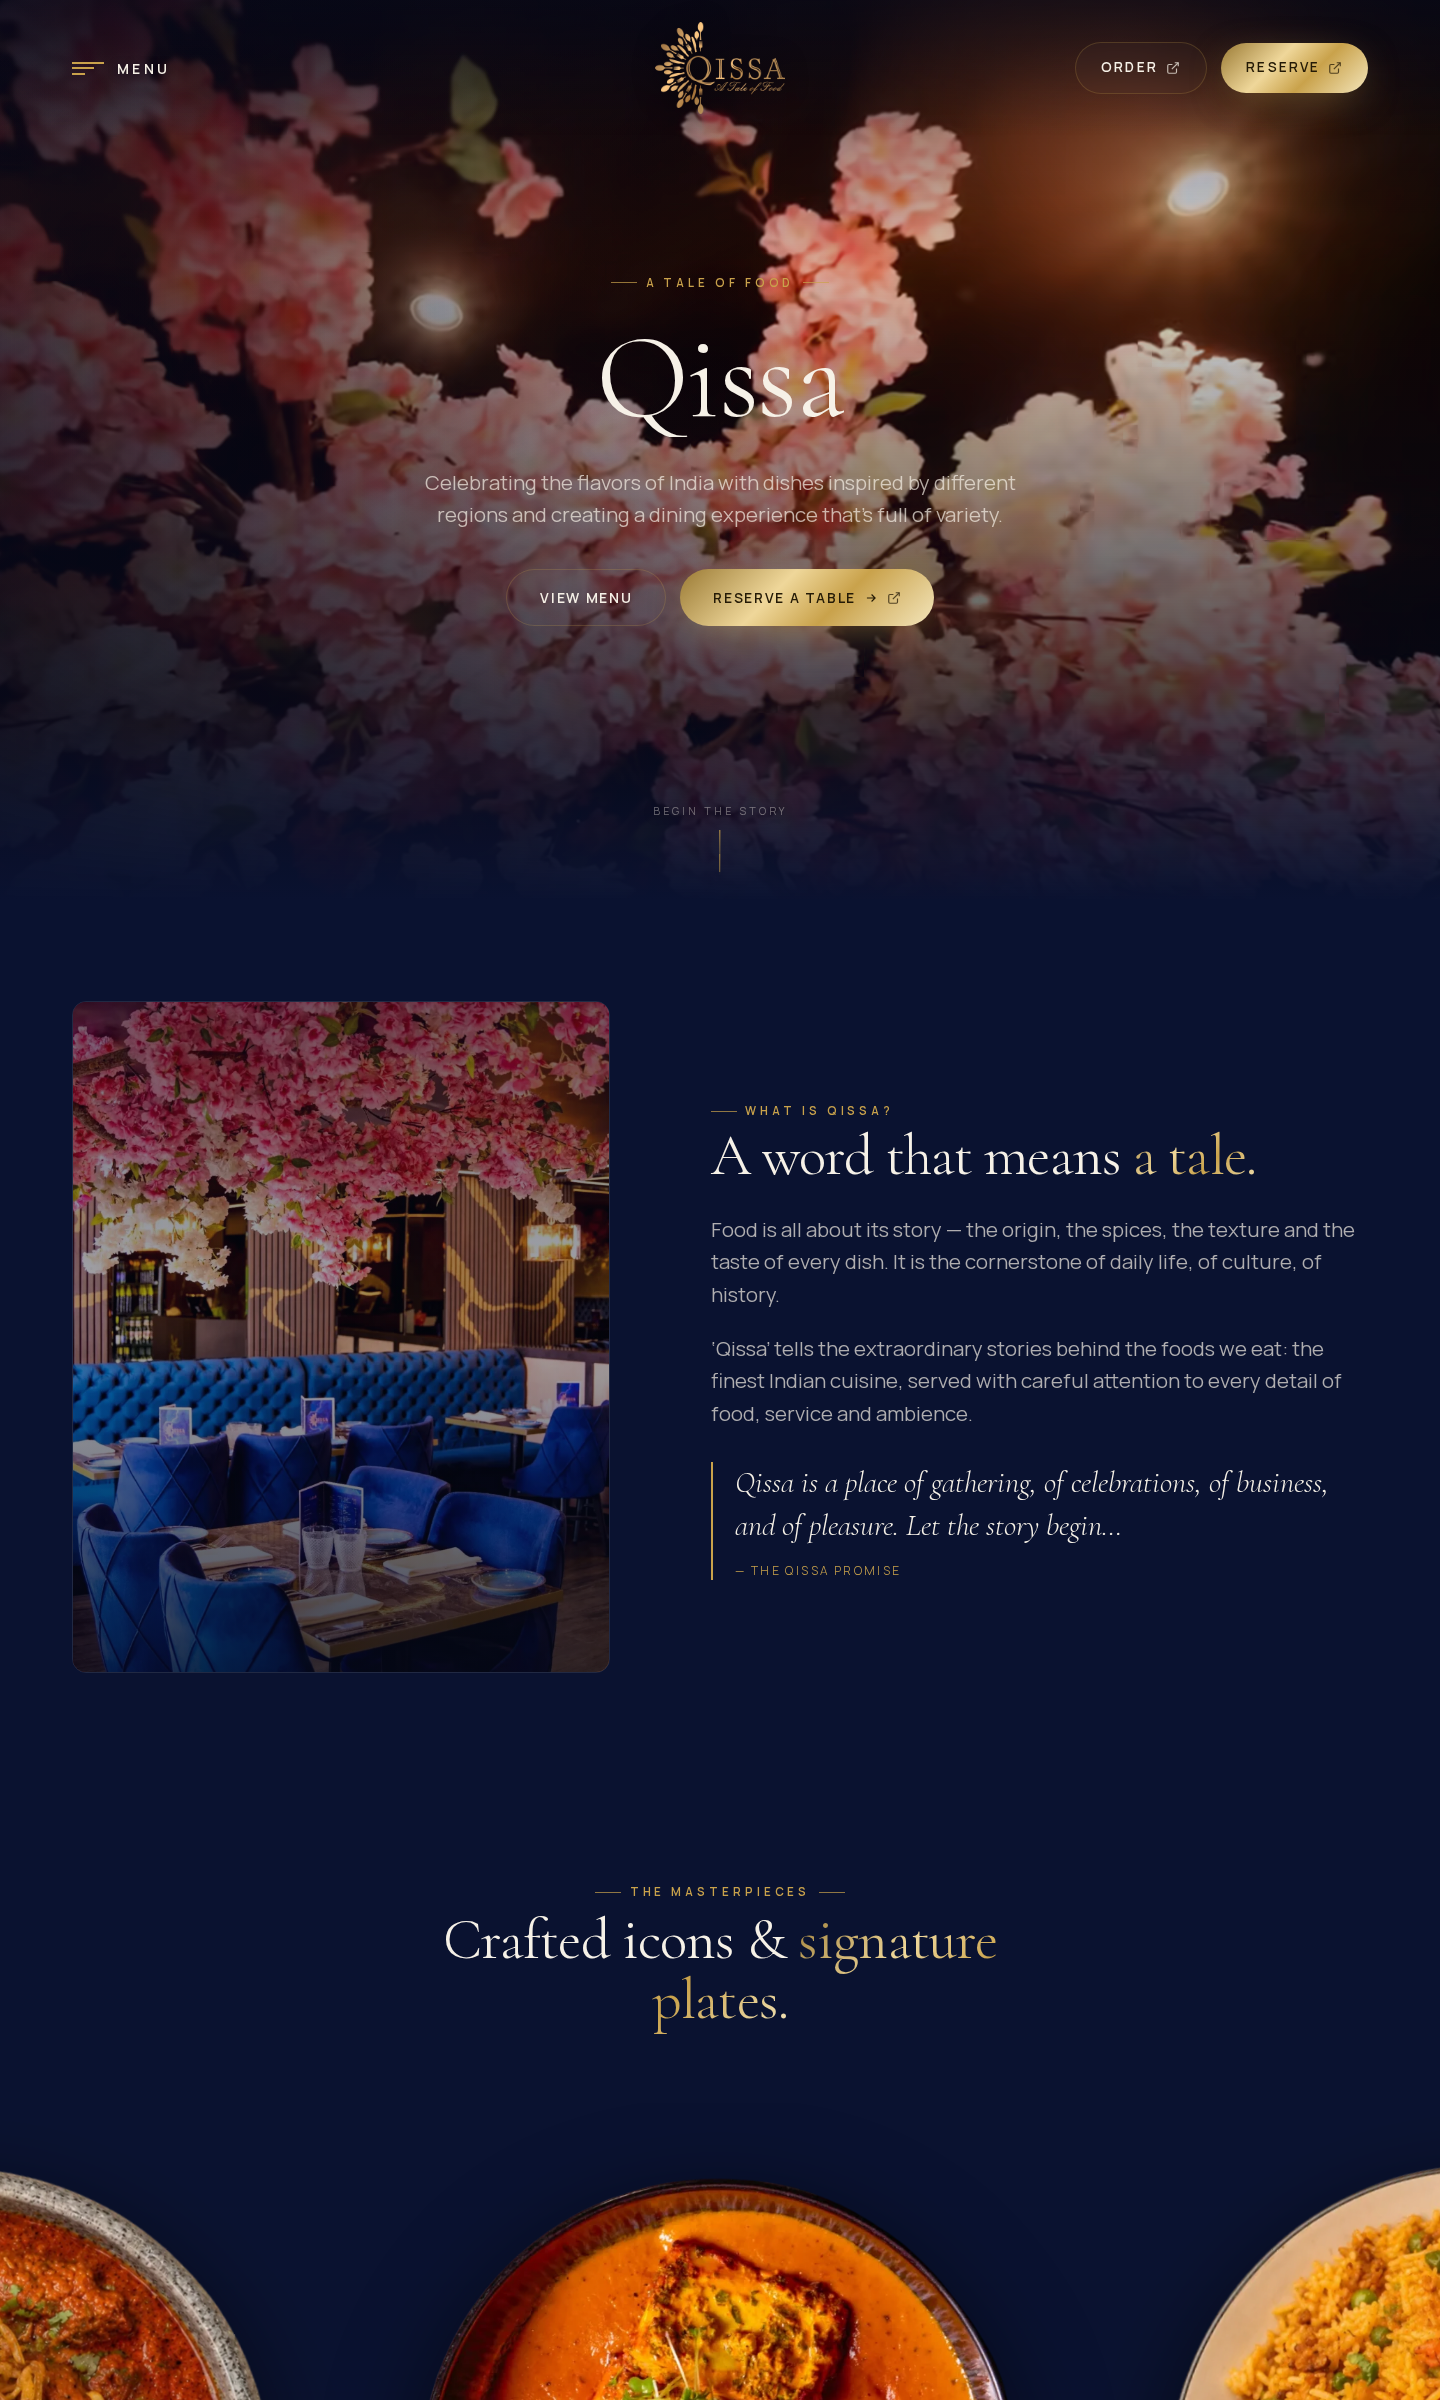 MENU
QISSA
A Tale of Food
ORDER
RESERVE
A TALE OF FOOD
Qissa
Celebrating the flavors of India with dishes inspired by different
regions and creating a dining experience that's full of variety.
VIEW MENU
RESERVE A TABLE →
BEGIN THE STORY
WHAT IS QISSA?
A word that means a tale.
Food is all about its story — the origin, the spices, the texture and the
taste of every dish. It is the cornerstone of daily life, of culture, of
history.
'Qissa' tells the extraordinary stories behind the foods we eat: the
finest Indian cuisine, served with careful attention to every detail of
food, service and ambience.
Qissa is a place of gathering, of celebrations, of business,
and of pleasure. Let the story begin...
— THE QISSA PROMISE
THE MASTERPIECES
Crafted icons & signature
plates.